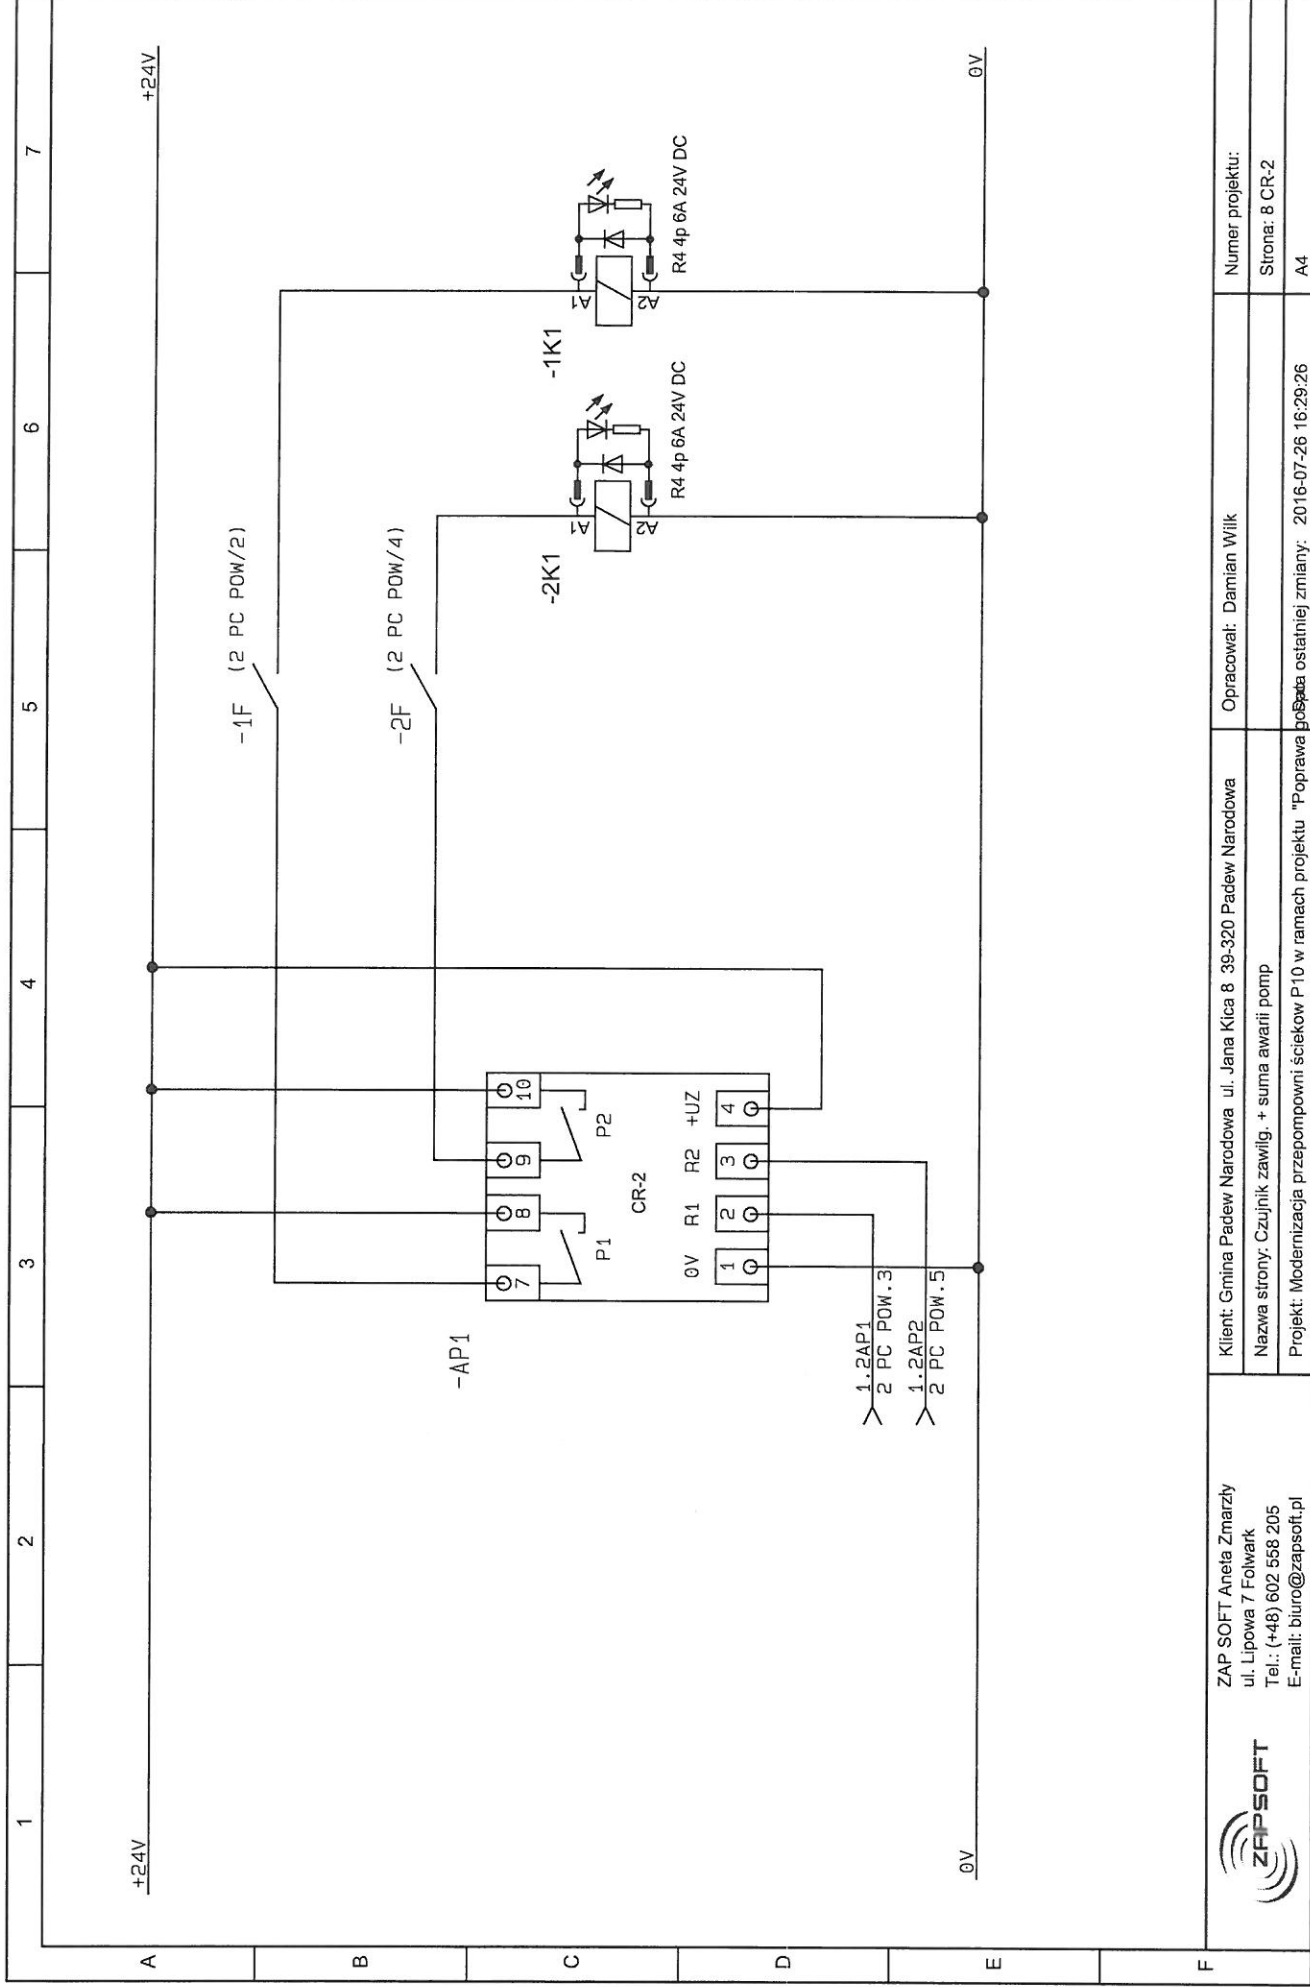 1 2 3 4 5 6 7
A
B
C
D
E
F
+24V +24V
-1F (2 PC POW/2)
-2F (2 PC POW/4)
-AP1
7 8 9 10
P1 P2
CR-2
0V R1 R2 +UZ
1 2 3 4
-2K1
A1
A2
R4 4p 6A 24V DC
-1K1
A1
A2
R4 4p 6A 24V DC
1.2AP1
2 PC POW.3
1.2AP2
2 PC POW.5
0V 0V
ZAPSOFT
ZAP SOFT Aneta Zmarzły
ul. Lipowa 7 Folwark
Tel.: (+48) 602 558 205
E-mail: biuro@zapsoft.pl
Klient: Gmina Padew Narodowa ul. Jana Kica 8 39-320 Padew Narodowa
Opracował: Damian Wilk
Numer projektu:
Nazwa strony: Czujnik zawilg. + suma awarii pomp
Strona: 8 CR-2
Projekt: Modernizacja przepompowni ściekow P10 w ramach projektu "Poprawa
ostatniej zmiany: 2016-07-26 16:29:26
A4